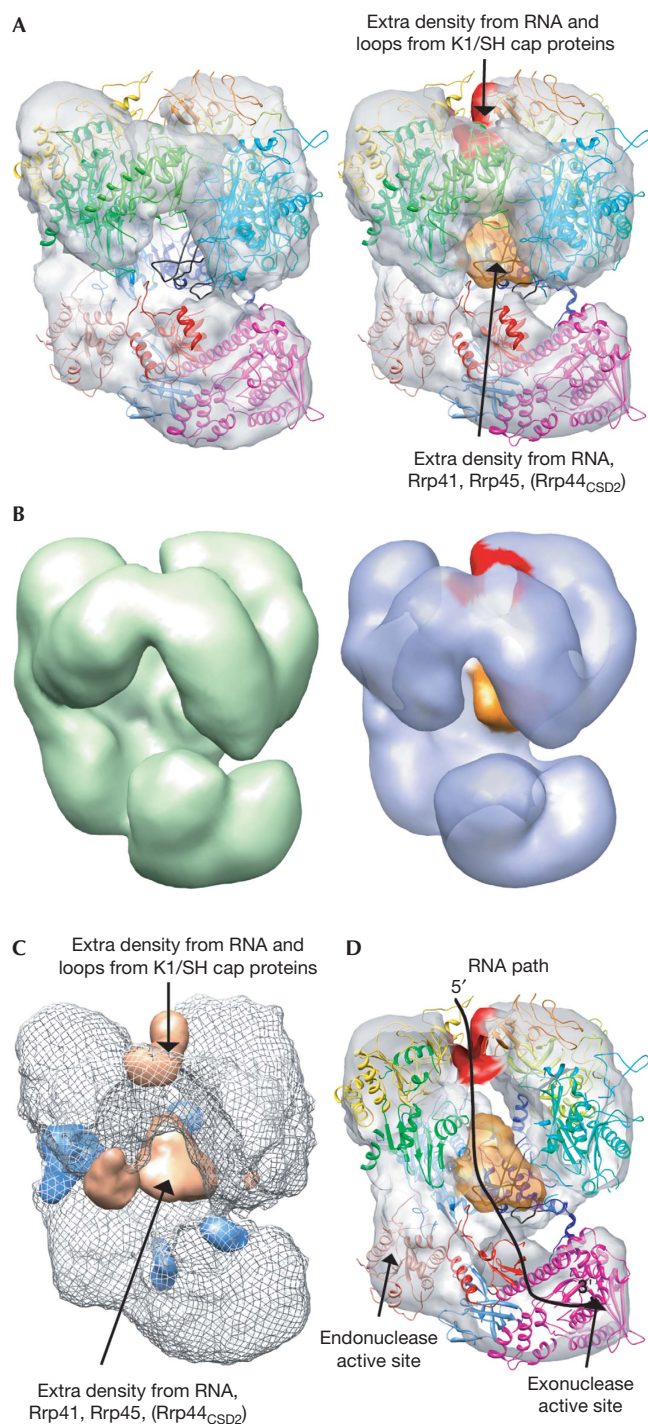 A
Extra density from RNA and
loops from K1/SH cap proteins
Extra density from RNA,
Rrp41, Rrp45, (Rrp44CSD2)
B
C
Extra density from RNA and
loops from K1/SH cap proteins
Extra density from RNA,
Rrp41, Rrp45, (Rrp44CSD2)
D
RNA path
5′
3′
Endonuclease
active site
Exonuclease
active site